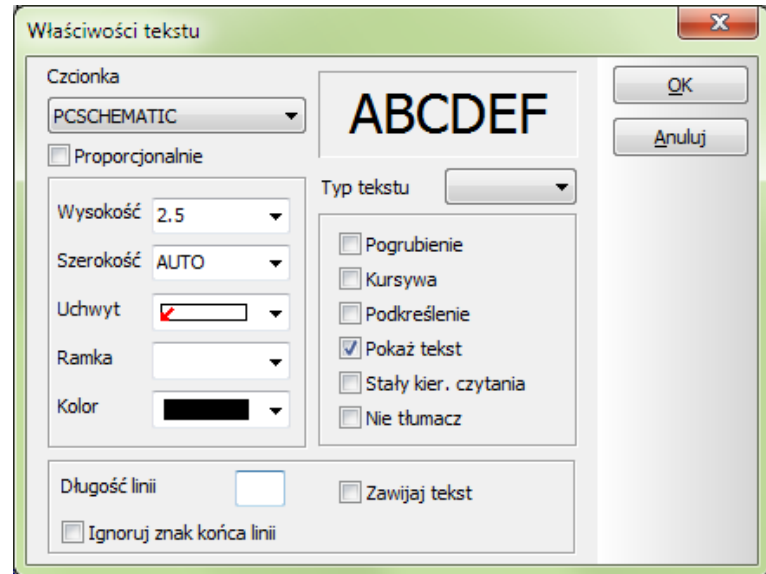 Właściwości tekstu
Czcionka
PCSCHEMATIC
Proporcjonalnie
ABCDEF
OK
Anuluj
Typ tekstu
Wysokość 2.5
Szerokość AUTO
Uchwyt
Ramka
Kolor
Pogrubienie
Kursywa
Podkreślenie
Pokaż tekst
Stały kier. czytania
Nie tłumacz
Długość linii
Zawijaj tekst
Ignoruj znak końca linii